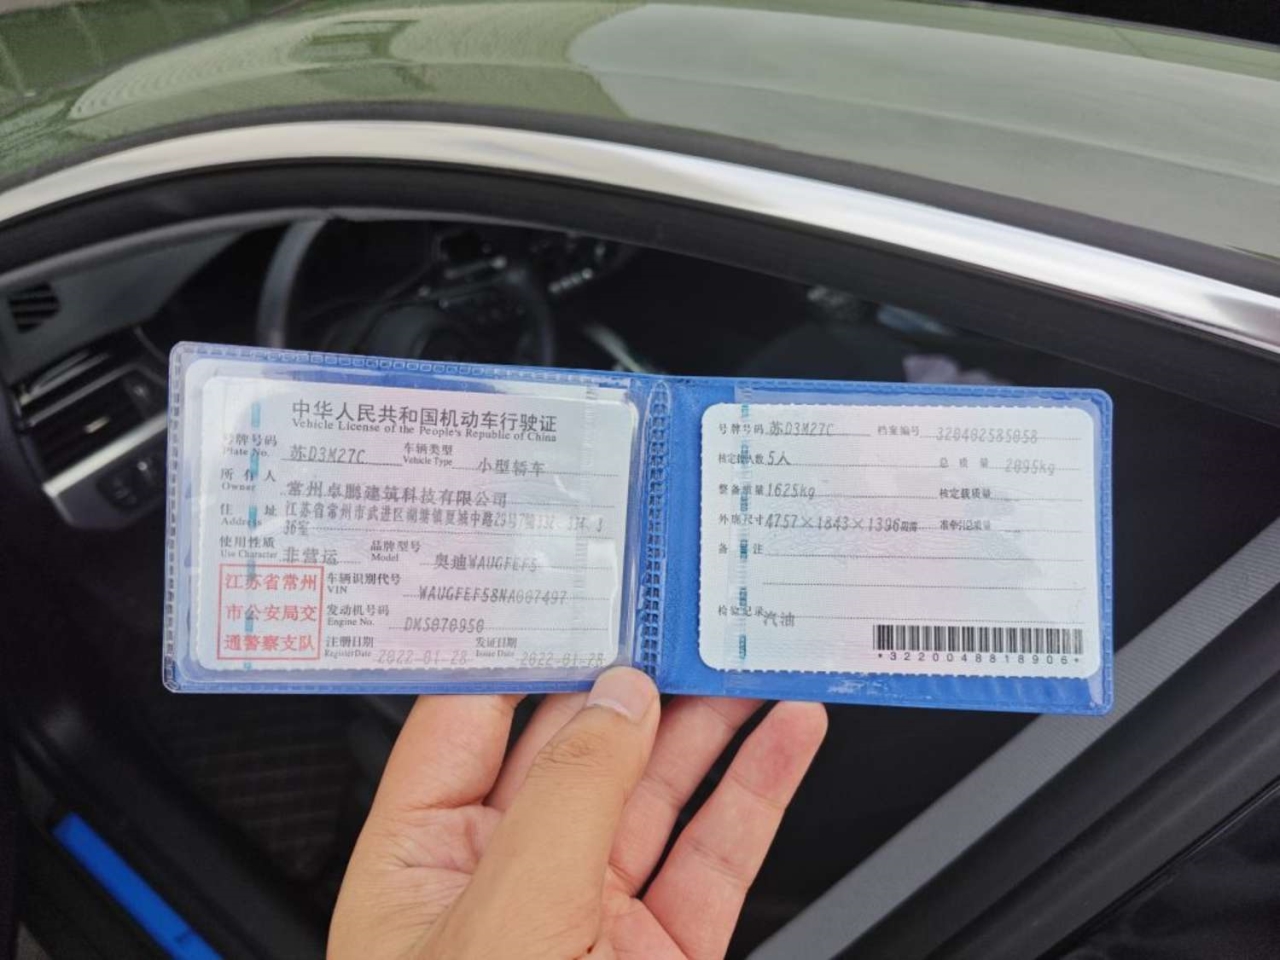 中华人民共和国机动车行驶证
Vehicle License of the People's Republic of China
号牌号码 苏D3M27C 车辆类型 小型轿车
Plate No. Vehicle Type
所有人 常州卓鹏建筑科技有限公司
Owner
住址 江苏省常州市武进区湖塘镇夏城中路
Address 36室
使用性质 非营运 品牌型号 奥迪WAUGFEF5
Use Character Model
江苏省常州
市公安局交
通警察支队
车辆识别代号 WAUGFEF58NA007497
VIN
发动机号码 DMS070950
Engine No.
注册日期 2022-01-28 发证日期 2022-01-28
Register Date Issue Date
号牌号码 苏D3M27C 档案编号 320402585058
核定载人数 5人 总质量 2095kg
整备质量 1625kg 核定载质量
外廓尺寸 4757×1843×1396mm 准牵引总质量
备注
检验记录 汽油
*3220048818906*